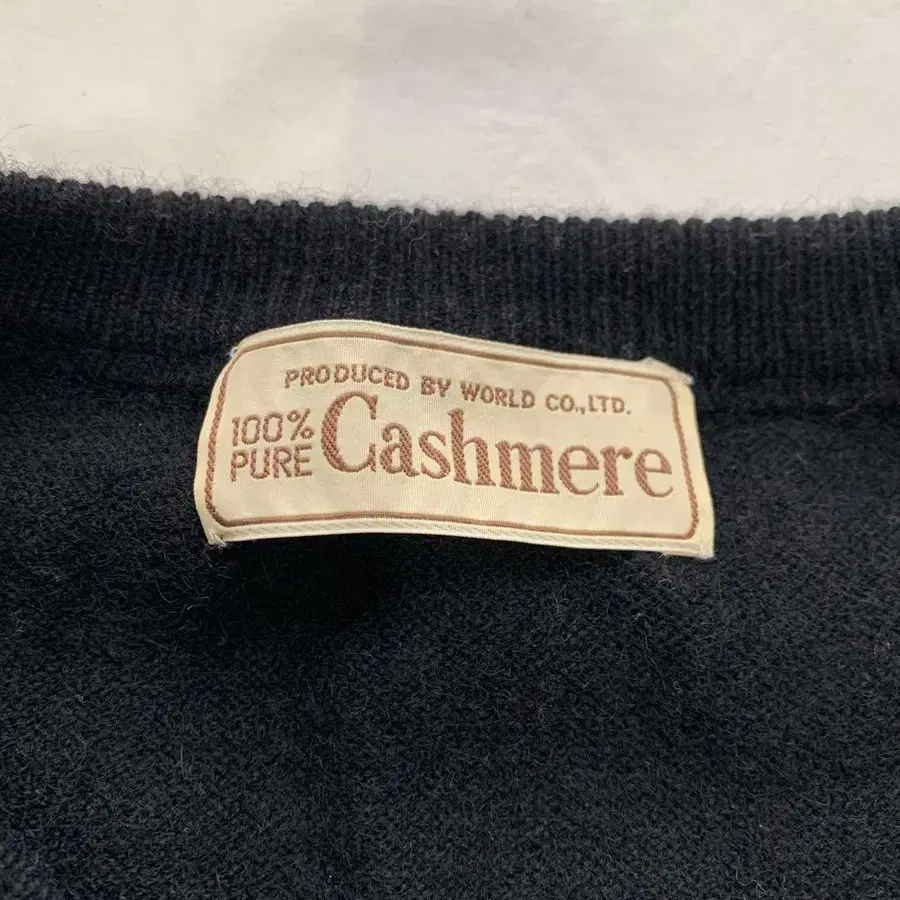 PRODUCED BY WORLD CO.,LTD.
100% PURE Cashmere